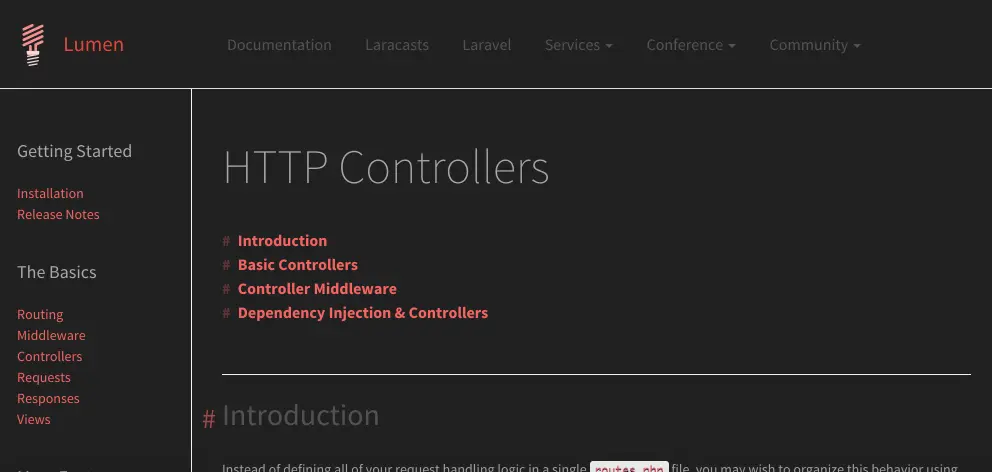 Lumen
Documentation Laracasts Laravel Services Conference Community
Getting Started
Installation
Release Notes
The Basics
Routing
Middleware
Controllers
Requests
Responses
Views
HTTP Controllers
# Introduction
# Basic Controllers
# Controller Middleware
# Dependency Injection & Controllers
# Introduction
Instead of defining all of your request handling logic in a single routes.php file, you may wish to organize this behavior using